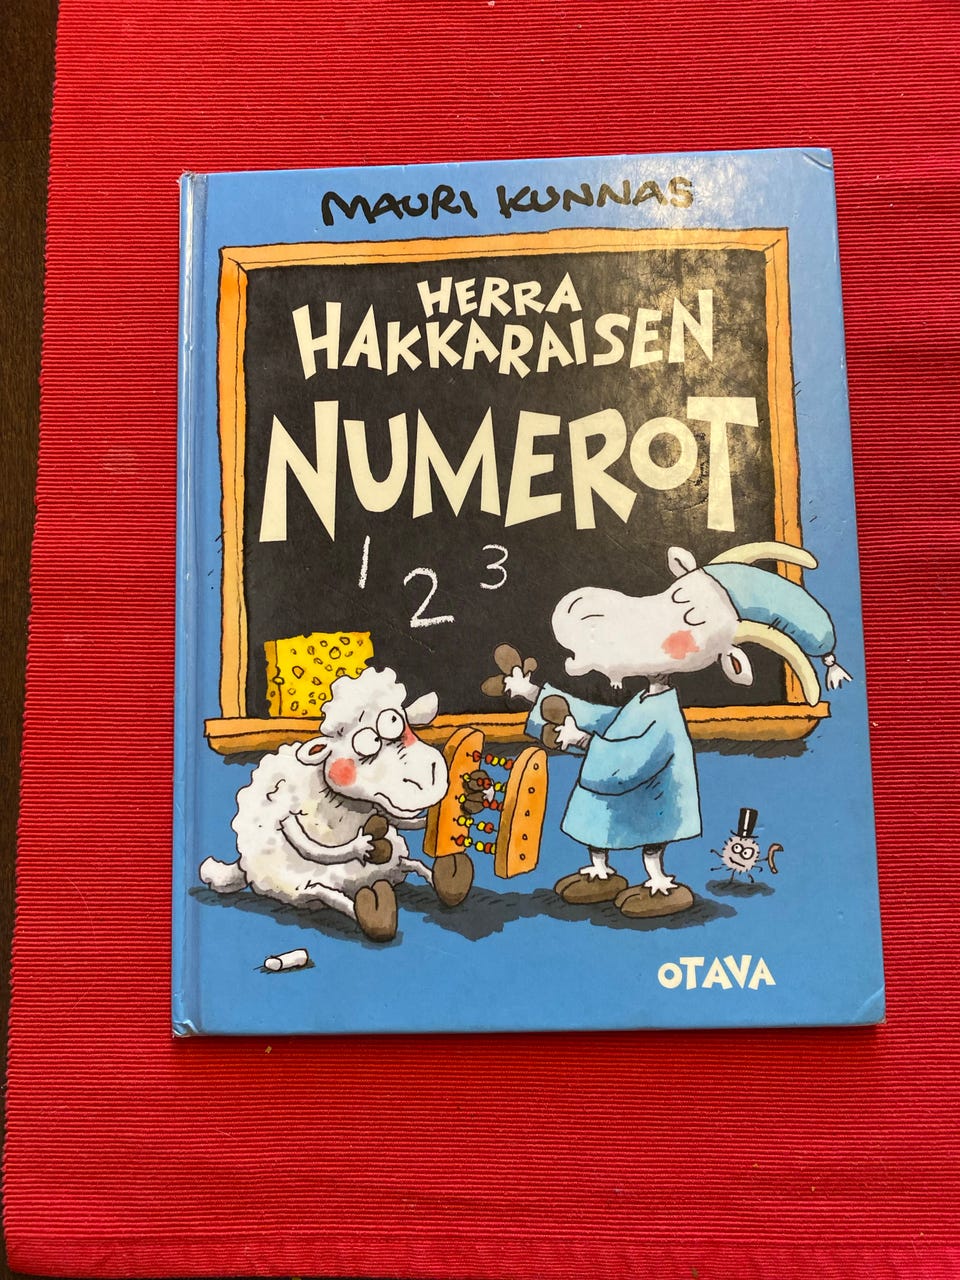 MAURI KUNNAS
HERRA
HAKKARAISEN
NUMEROT
1 2 3
OTAVA